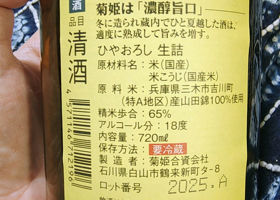 酒
菊姫は「濃醇旨口」
冬に造られ蔵内でひと夏越した酒は、
適度に熟成して旨みを増す。
品目
清酒
ひやおろし 生詰
原材料名：米（国産米）
米こうじ（国産米）
原料米：兵庫県三木市吉川町
（特A地区）産山田錦100%使用
精米歩合：65%
アルコール分：18度
内容量：720㎖
保存方法：要冷蔵
製造者：菊姫合資会社
石川県白山市鶴来新町タ-8
ロット番号 2025.A